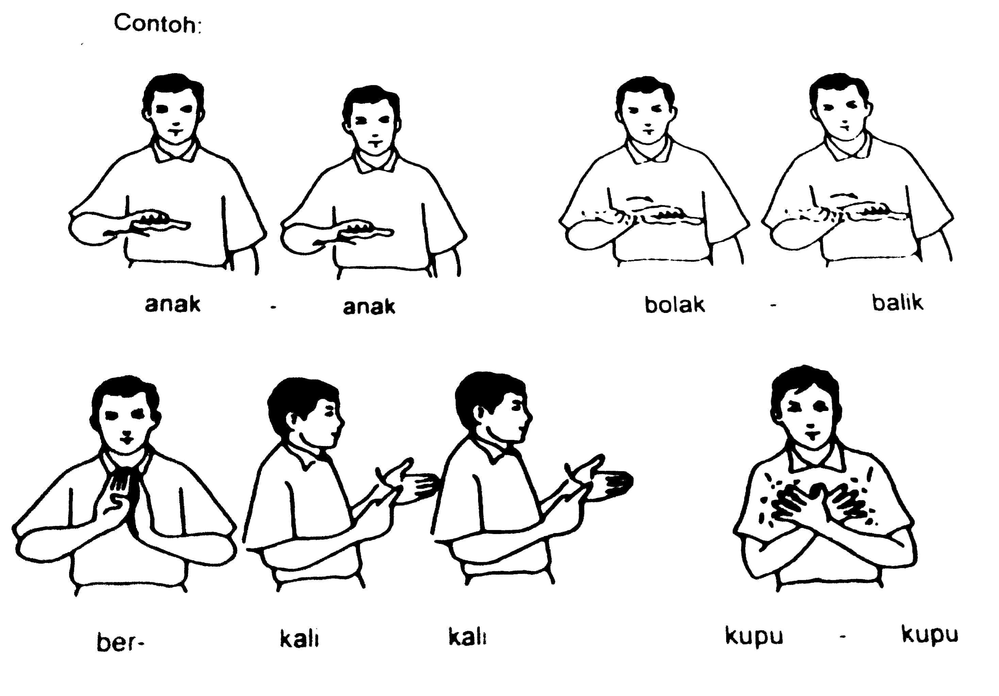 Contoh:
anak - anak bolak - balik
ber- kali kali kupu - kupu